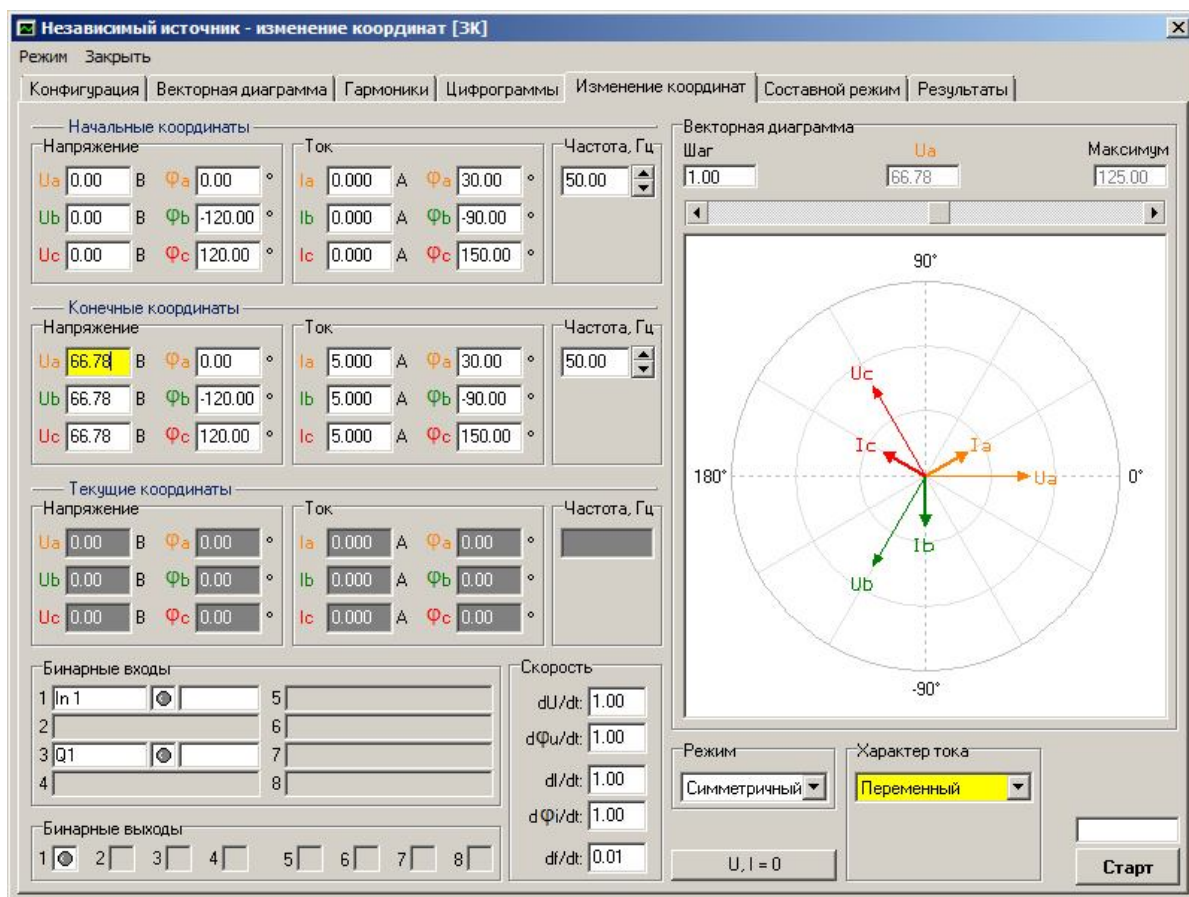 Независимый источник - изменение координат [3K]
Режим Закрыть
Конфигурация Векторная диаграмма Гармоники Цифрограммы Изменение координат Составной режим Результаты
Начальные координаты
Напряжение
Ua 0.00 В φa 0.00 °
Ub 0.00 В φb -120.00 °
Uc 0.00 В φc 120.00 °
Ток
Ia 0.000 А φa 30.00 °
Ib 0.000 А φb -90.00 °
Ic 0.000 А φc 150.00 °
Частота, Гц
50.00
Конечные координаты
Напряжение
Ua 66.78 В φa 0.00 °
Ub 66.78 В φb -120.00 °
Uc 66.78 В φc 120.00 °
Ток
Ia 5.000 А φa 30.00 °
Ib 5.000 А φb -90.00 °
Ic 5.000 А φc 150.00 °
Частота, Гц
50.00
Текущие координаты
Напряжение
Ua 0.00 В φa 0.00 °
Ub 0.00 В φb 0.00 °
Uc 0.00 В φc 0.00 °
Ток
Ia 0.000 А φa 0.00 °
Ib 0.000 А φb 0.00 °
Ic 0.000 А φc 0.00 °
Частота, Гц
Бинарные входы
1 In 1 5
2 6
3 Q1 7
4 8
Бинарные выходы
1 2 3 4 5 6 7 8
Скорость
dU/dt: 1.00
dφu/dt: 1.00
dI/dt: 1.00
dφi/dt: 1.00
df/dt: 0.01
Векторная диаграмма
Шаг Ua Максимум
1.00 66.78 125.00
90°
Uc
Ic Ia
180° Ua 0°
Ib
Ub
-90°
Режим
Симметричный
Характер тока
Переменный
U, I = 0
Старт